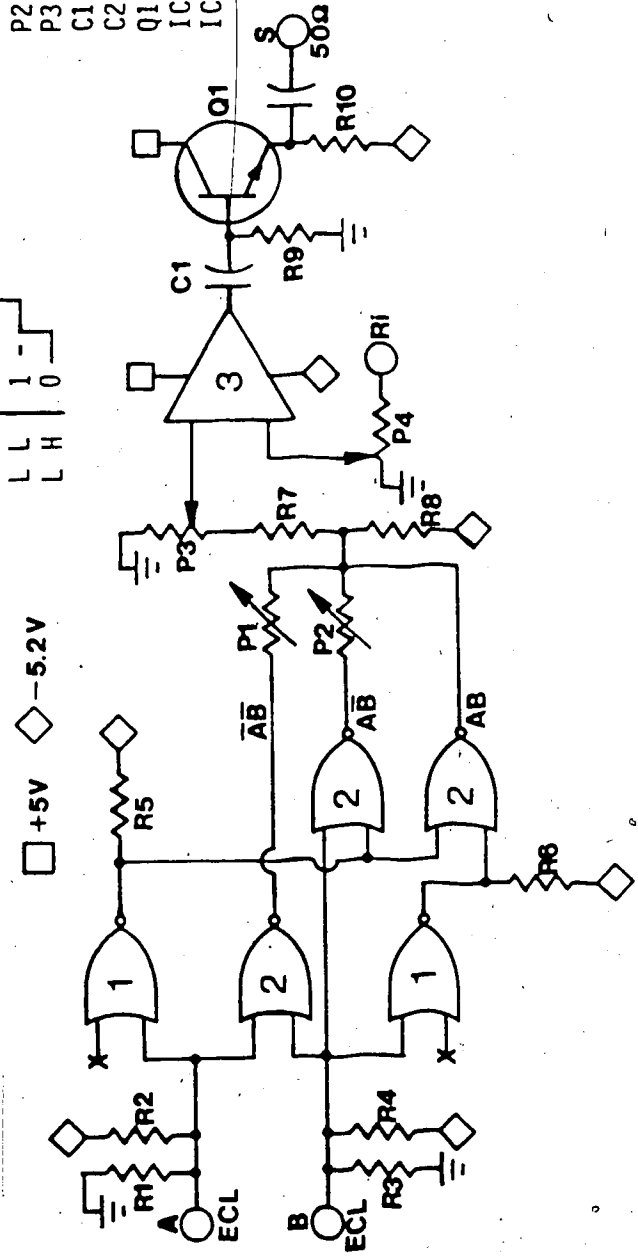 P2
P3
C1
C2
Q1
IC
IC
L L | 1
L H | 0
+5V
-5.2V
S
50Ω
Q1
R10
C1
R9
3
Ri
P4
P3
R7
R8
P1
P2
A̅B̅
AB̅
AB
R5
R6
1
2
2
2
1
R2
R1
A
ECL
R4
R3
B
ECL